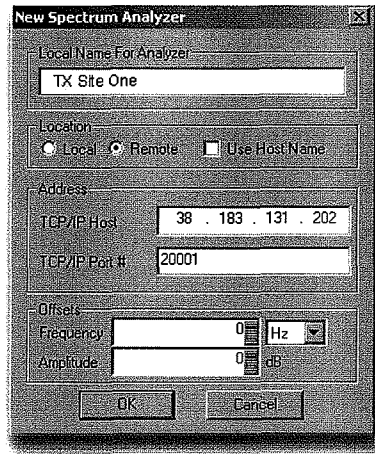 New Spectrum Analyzer
Local Name For Analyzer
TX Site One
Location
Local Remote Use Host Name
Address
TCP/IP Host 38 . 183 . 131 . 202
TCP/IP Port # 20001
Offsets
Frequency 0 Hz
Amplitude 0 dB
OK Cancel